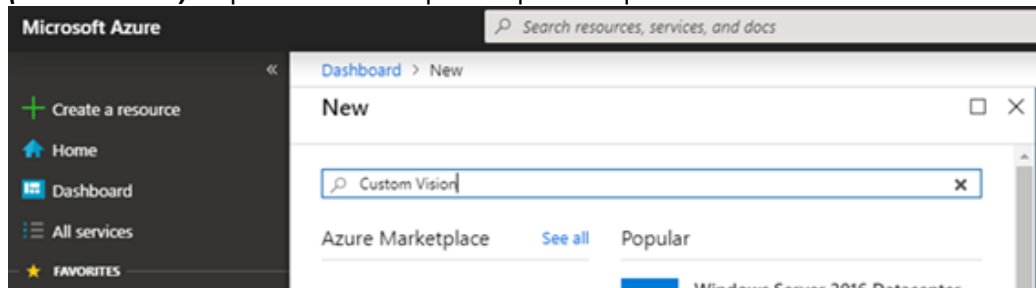 Microsoft Azure
Search resources, services, and docs
Dashboard > New
Create a resource
New
Home
Custom Vision
Dashboard
All services
Azure Marketplace See all Popular
FAVORITES
Windows Server 2016 Datacenter